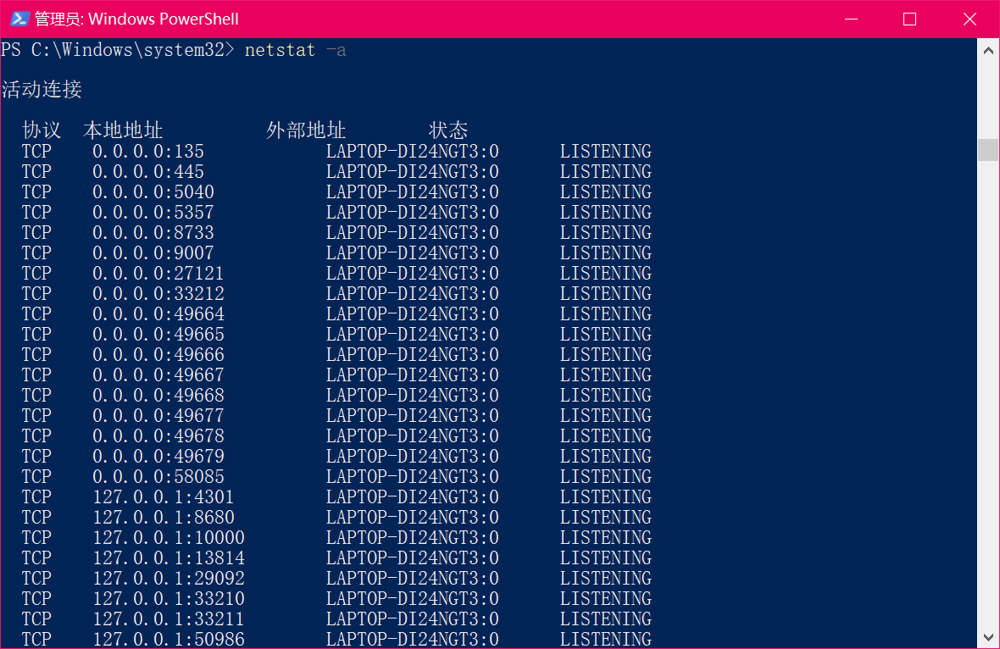 管理员: Windows PowerShell
PS C:\Windows\system32> netstat -a
活动连接
协议 本地地址 外部地址 状态
TCP 0.0.0.0:135 LAPTOP-DI24NGT3:0 LISTENING
TCP 0.0.0.0:445 LAPTOP-DI24NGT3:0 LISTENING
TCP 0.0.0.0:5040 LAPTOP-DI24NGT3:0 LISTENING
TCP 0.0.0.0:5357 LAPTOP-DI24NGT3:0 LISTENING
TCP 0.0.0.0:8733 LAPTOP-DI24NGT3:0 LISTENING
TCP 0.0.0.0:9007 LAPTOP-DI24NGT3:0 LISTENING
TCP 0.0.0.0:27121 LAPTOP-DI24NGT3:0 LISTENING
TCP 0.0.0.0:33212 LAPTOP-DI24NGT3:0 LISTENING
TCP 0.0.0.0:49664 LAPTOP-DI24NGT3:0 LISTENING
TCP 0.0.0.0:49665 LAPTOP-DI24NGT3:0 LISTENING
TCP 0.0.0.0:49666 LAPTOP-DI24NGT3:0 LISTENING
TCP 0.0.0.0:49667 LAPTOP-DI24NGT3:0 LISTENING
TCP 0.0.0.0:49668 LAPTOP-DI24NGT3:0 LISTENING
TCP 0.0.0.0:49677 LAPTOP-DI24NGT3:0 LISTENING
TCP 0.0.0.0:49678 LAPTOP-DI24NGT3:0 LISTENING
TCP 0.0.0.0:49679 LAPTOP-DI24NGT3:0 LISTENING
TCP 0.0.0.0:58085 LAPTOP-DI24NGT3:0 LISTENING
TCP 127.0.0.1:4301 LAPTOP-DI24NGT3:0 LISTENING
TCP 127.0.0.1:8680 LAPTOP-DI24NGT3:0 LISTENING
TCP 127.0.0.1:10000 LAPTOP-DI24NGT3:0 LISTENING
TCP 127.0.0.1:13814 LAPTOP-DI24NGT3:0 LISTENING
TCP 127.0.0.1:29092 LAPTOP-DI24NGT3:0 LISTENING
TCP 127.0.0.1:33210 LAPTOP-DI24NGT3:0 LISTENING
TCP 127.0.0.1:33211 LAPTOP-DI24NGT3:0 LISTENING
TCP 127.0.0.1:50986 LAPTOP-DI24NGT3:0 LISTENING